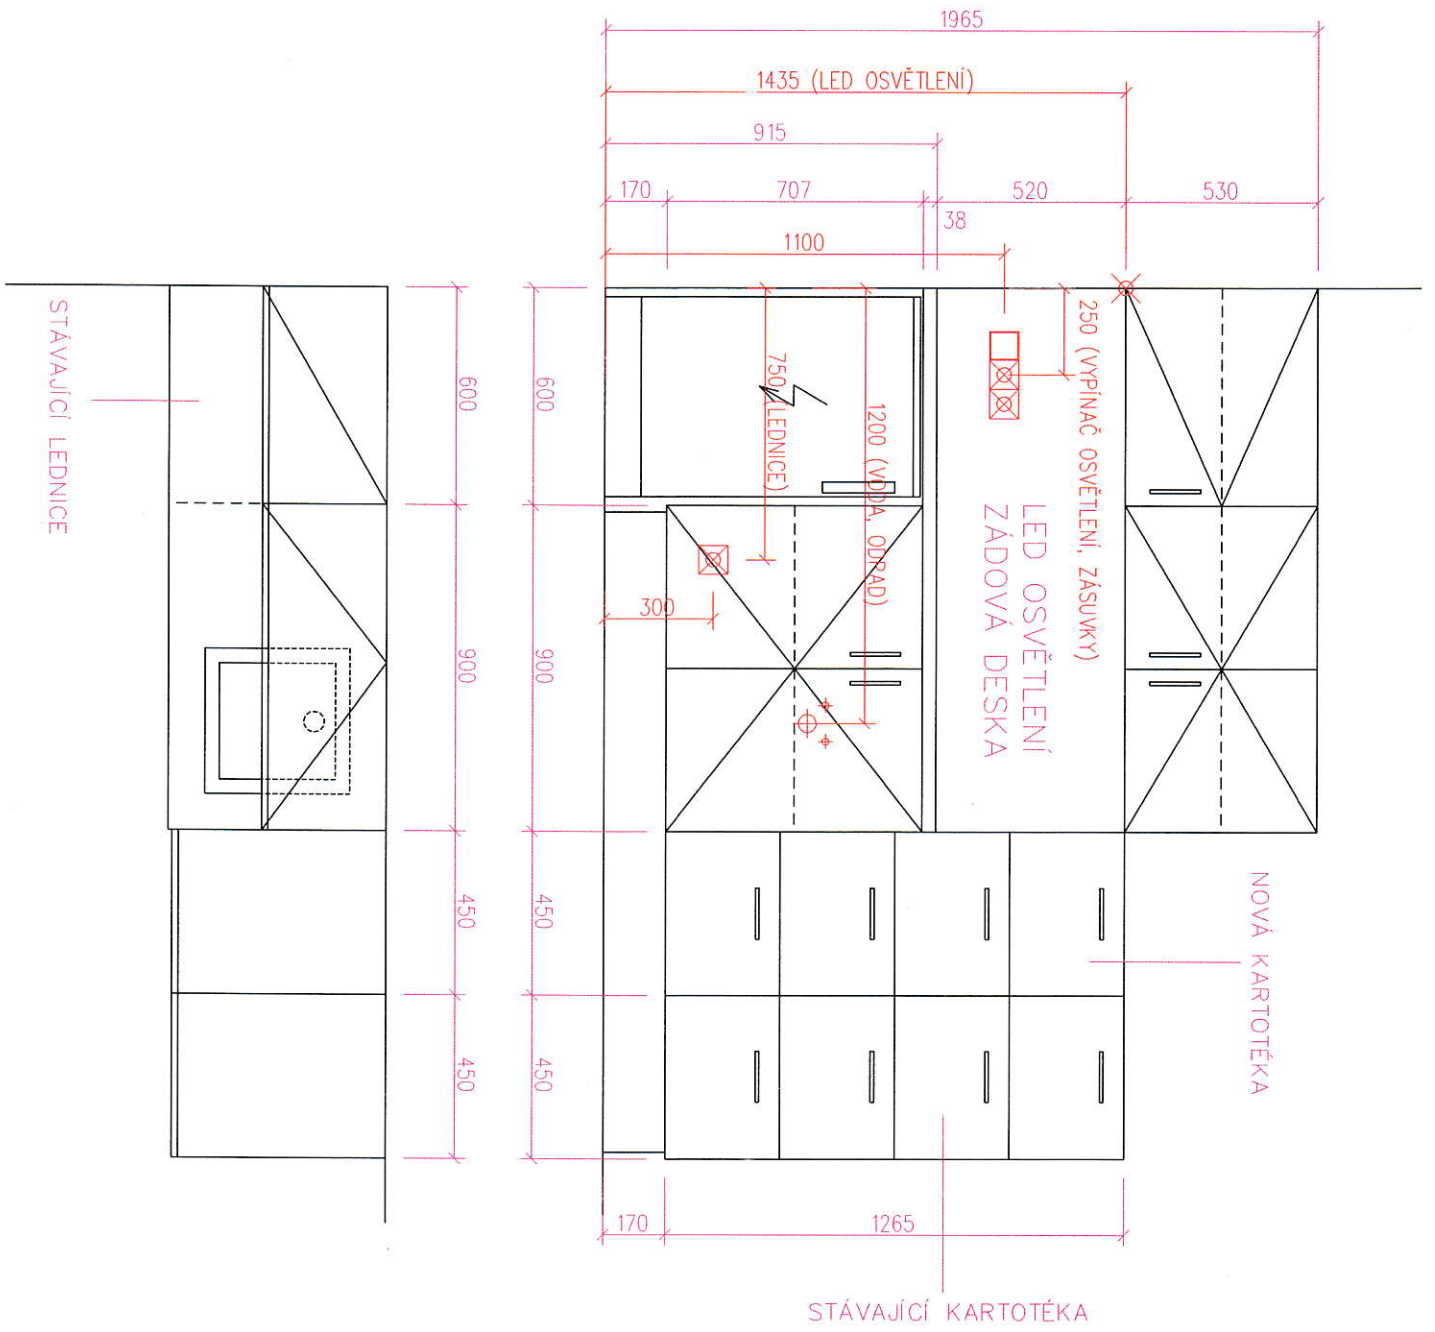 1965
1435 (LED OSVĚTLENÍ)
915
170
707
520
530
38
1100
250 (VYPÍNAČ OSVĚTLENÍ, ZÁSUVKY)
750 (LEDNICE)
1200 (VODA, ODPAD)
LED OSVĚTLENÍ
ZÁDOVÁ DESKA
300
STÁVAJÍCÍ LEDNICE
600
600
900
900
450
450
450
450
NOVÁ KARTOTÉKA
170
1265
STÁVAJÍCÍ KARTOTÉKA